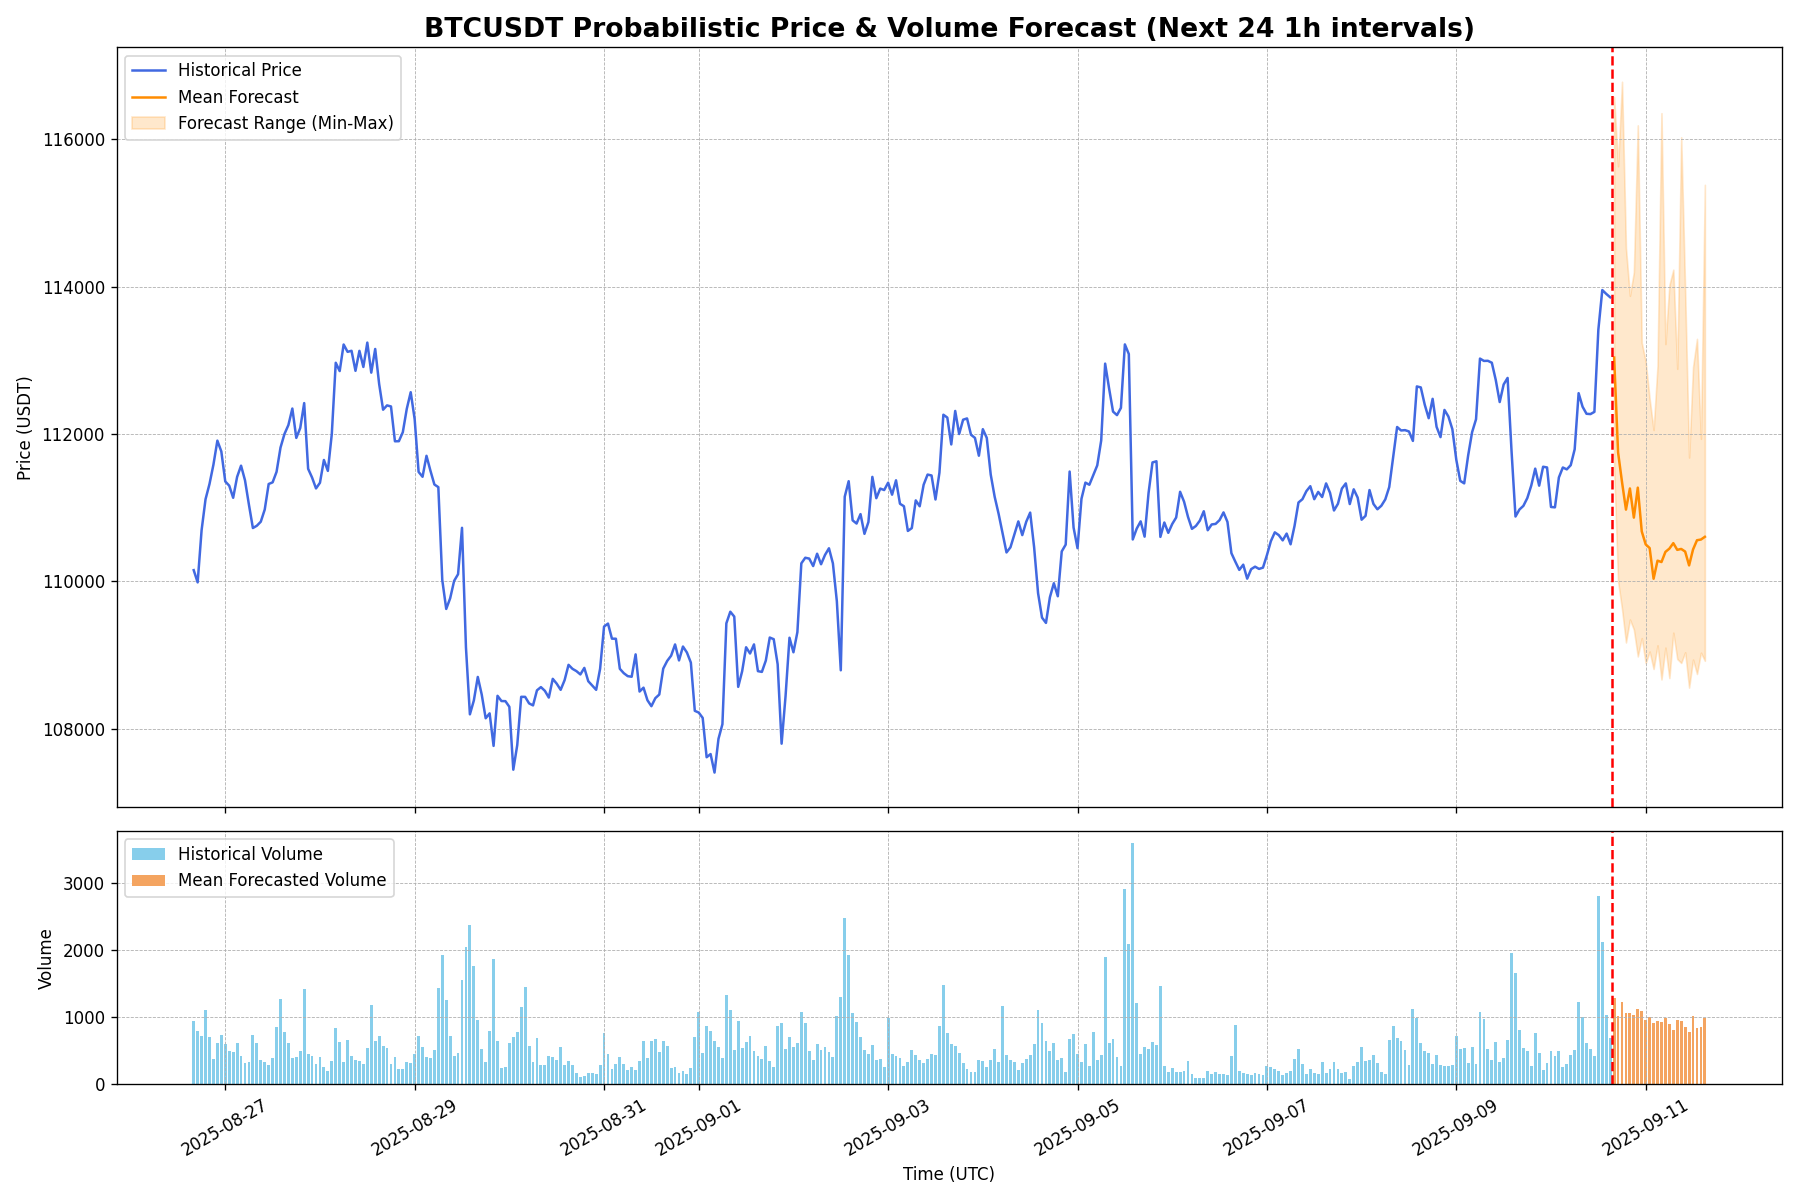 BTCUSDT Probabilistic Price & Volume Forecast (Next 24 1h intervals)
Historical Price
Mean Forecast
Forecast Range (Min-Max)
116000
114000
112000
110000
108000
Price (USDT)
Historical Volume
Mean Forecasted Volume
3000
2000
1000
0
Volume
2025-08-27
2025-08-29
2025-08-31
2025-09-01
2025-09-03
2025-09-05
2025-09-07
2025-09-09
2025-09-11
Time (UTC)